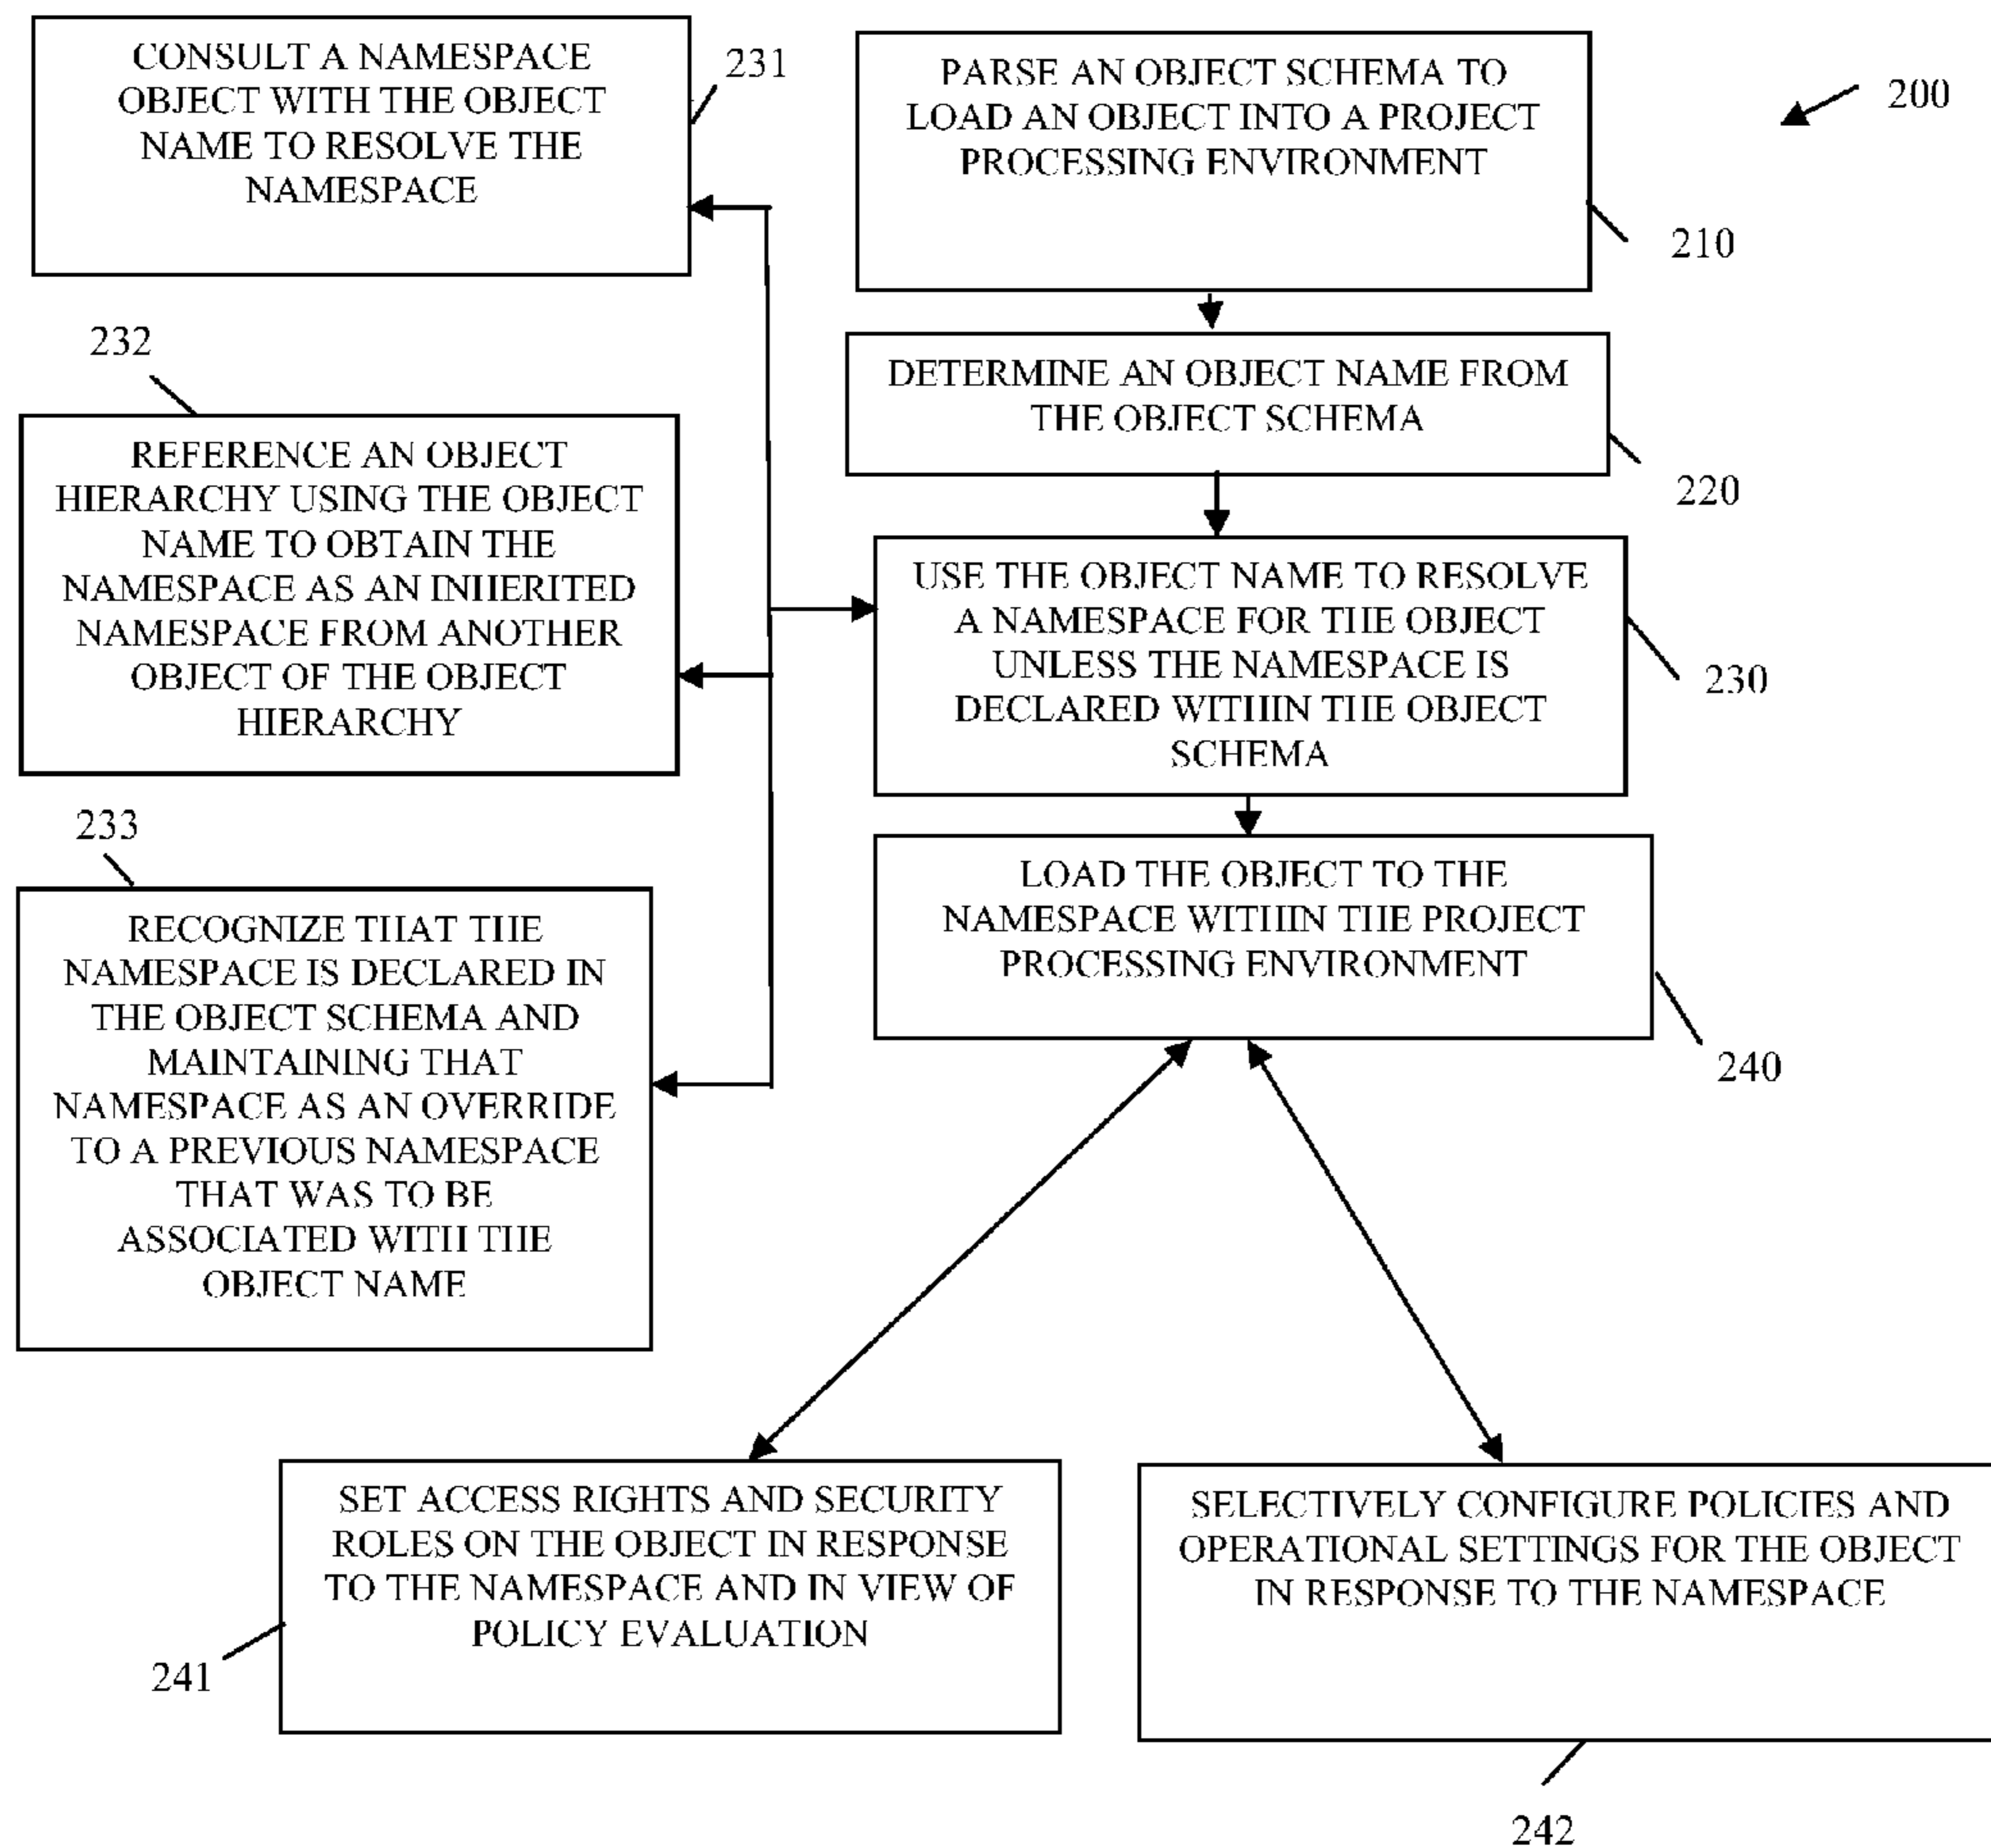 CONSULT A NAMESPACE
OBJECT WITH THE OBJECT
NAME TO RESOLVE THE
NAMESPACE
231
PARSE AN OBJECT SCHEMA TO
LOAD AN OBJECT INTO A PROJECT
PROCESSING ENVIRONMENT
200
210
232
DETERMINE AN OBJECT NAME FROM
THE OBJECT SCHEMA
220
REFERENCE AN OBJECT
HIERARCHY USING THE OBJECT
NAME TO OBTAIN THE
NAMESPACE AS AN INHERITED
NAMESPACE FROM ANOTHER
OBJECT OF THE OBJECT
HIERARCHY
USE THE OBJECT NAME TO RESOLVE
A NAMESPACE FOR THE OBJECT
UNLESS THE NAMESPACE IS
DECLARED WITHIN THE OBJECT
SCHEMA
230
233
RECOGNIZE THAT THE
NAMESPACE IS DECLARED IN
THE OBJECT SCHEMA AND
MAINTAINING THAT
NAMESPACE AS AN OVERRIDE
TO A PREVIOUS NAMESPACE
THAT WAS TO BE
ASSOCIATED WITH THE
OBJECT NAME
LOAD THE OBJECT TO THE
NAMESPACE WITHIN THE PROJECT
PROCESSING ENVIRONMENT
240
SET ACCESS RIGHTS AND SECURITY
ROLES ON THE OBJECT IN RESPONSE
TO THE NAMESPACE AND IN VIEW OF
POLICY EVALUATION
241
SELECTIVELY CONFIGURE POLICIES AND
OPERATIONAL SETTINGS FOR THE OBJECT
IN RESPONSE TO THE NAMESPACE
242